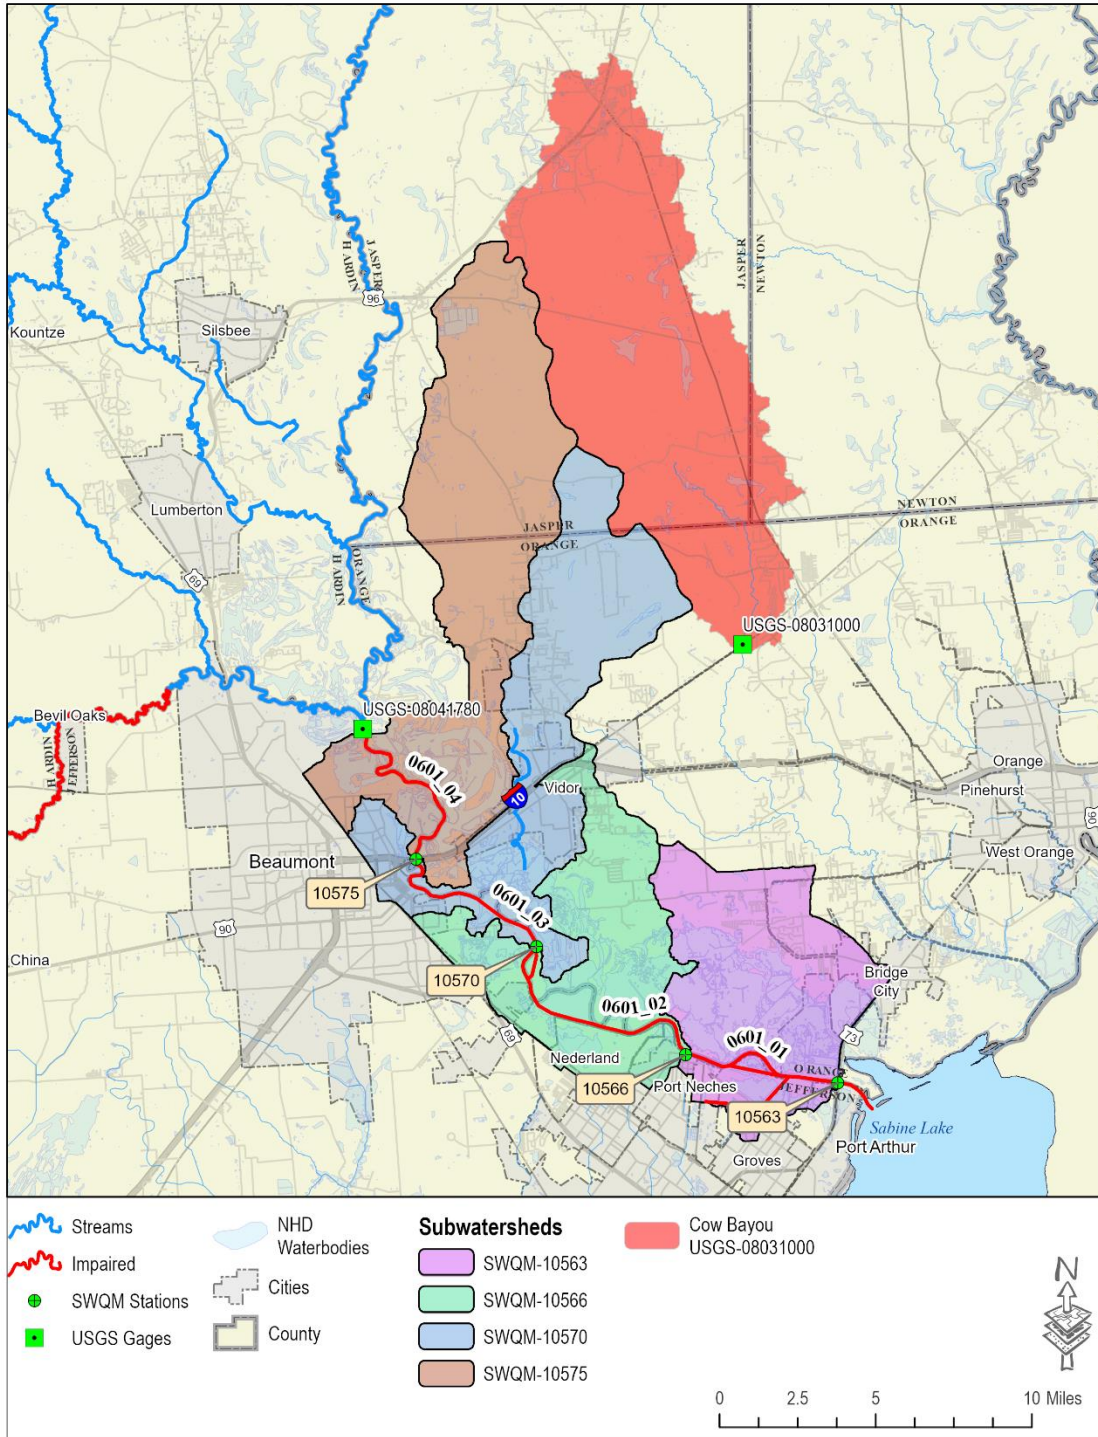 JASPER
HARDIN
96
JASPER
NEWTON
Kountze
Silsbee
Lumberton
NEWTON
ORANGE
JASPER
ORANGE
ORANGE
HARDIN
69
USGS-08031000
Bevil Oaks
USGS-08041780
HARDIN
JEFFERSON
0601_04
Orange
Vidor
10
Pinehurst
90
West Orange
Beaumont
10575
0601_03
90
China
10570
Bridge
City
0601_02
69
73
0601_01
Nederland
ORANG
JEFFERSON
10566
Port Neches
10563
Sabine Lake
Port Arthur
Groves
Streams
Impaired
SWQM Stations
USGS Gages
NHD
Waterbodies
Cities
County
Subwatersheds
SWQM-10563
SWQM-10566
SWQM-10570
SWQM-10575
Cow Bayou
USGS-08031000
N
0 2.5 5 10 Miles